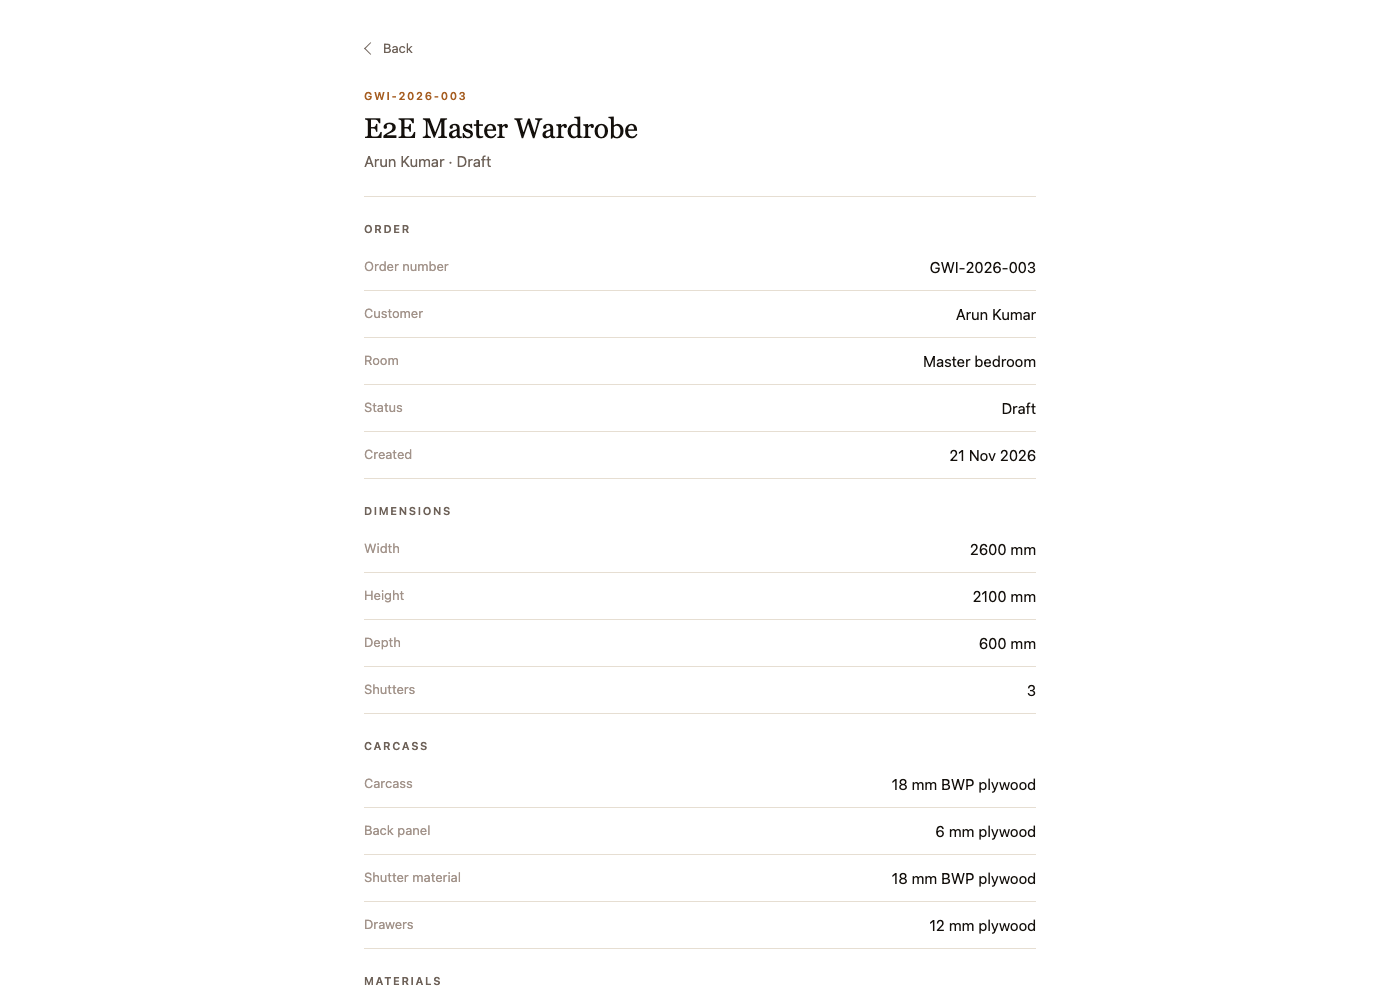 Back
GWI-2026-003
E2E Master Wardrobe
Arun Kumar · Draft
ORDER
Order number GWI-2026-003
Customer Arun Kumar
Room Master bedroom
Status Draft
Created 21 Nov 2026
DIMENSIONS
Width 2600 mm
Height 2100 mm
Depth 600 mm
Shutters 3
CARCASS
Carcass 18 mm BWP plywood
Back panel 6 mm plywood
Shutter material 18 mm BWP plywood
Drawers 12 mm plywood
MATERIALS